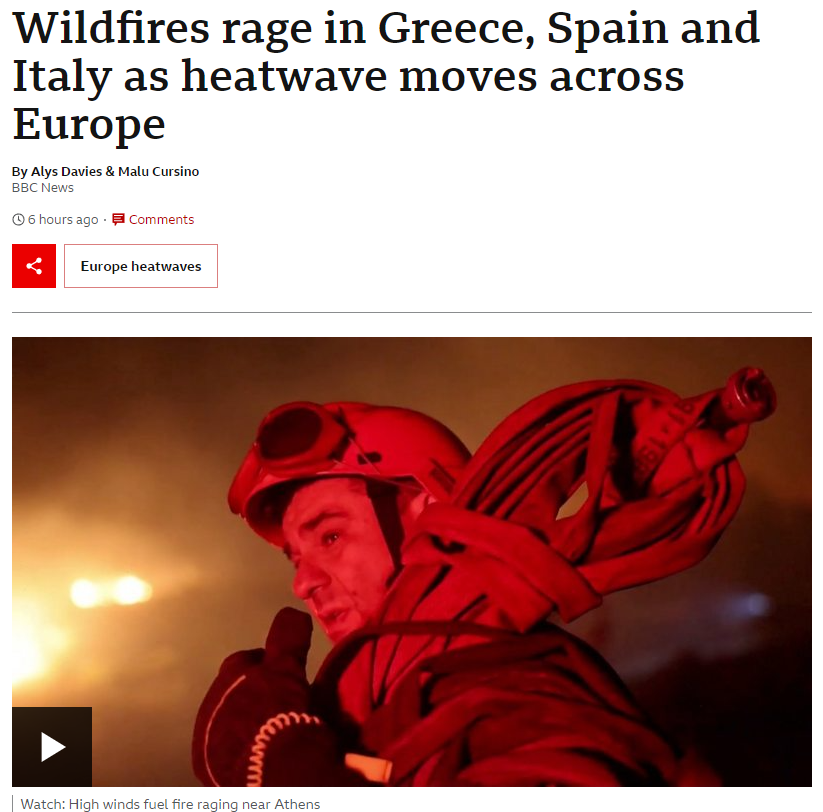 Wildfires rage in Greece, Spain and
Italy as heatwave moves across
Europe
By Alys Davies & Malu Cursino
BBC News
6 hours ago · Comments
Europe heatwaves
Watch: High winds fuel fire raging near Athens